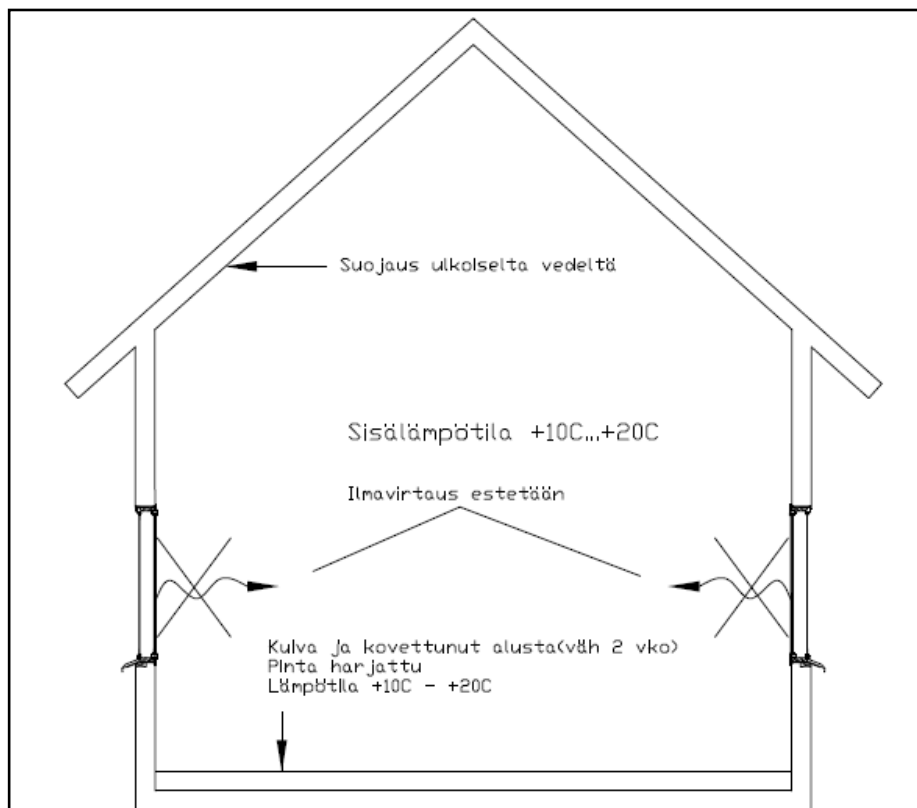 Suojaus ulkoiselta vedeltä
Sisälämpötila +10C...+20C
Ilmavirtaus estetään
Kuiva ja kovettunut alusta(väh 2 vko)
Pinta harjattu
Lämpötila +10C - +20C